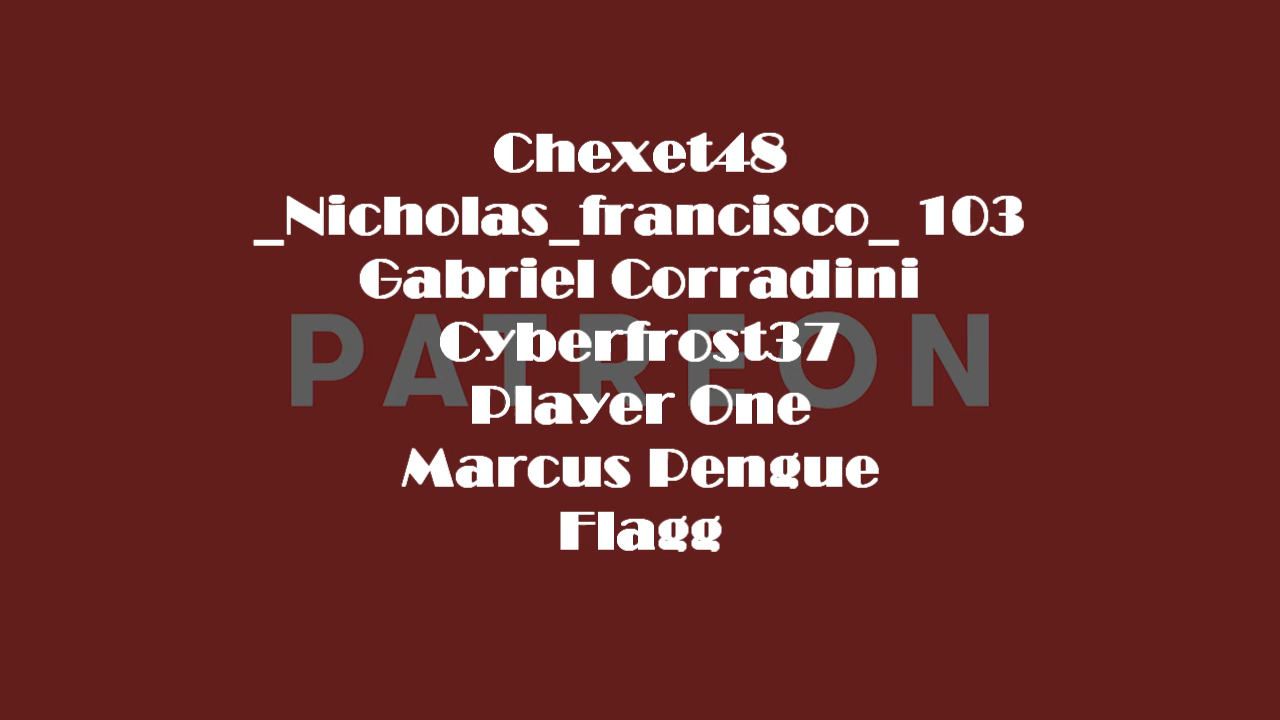 Chexet48
_Nicholas_francisco_ 103
Gabriel Corradini
PATREON
Cyberfrost37
Player One
Marcus Pengue
Flagg